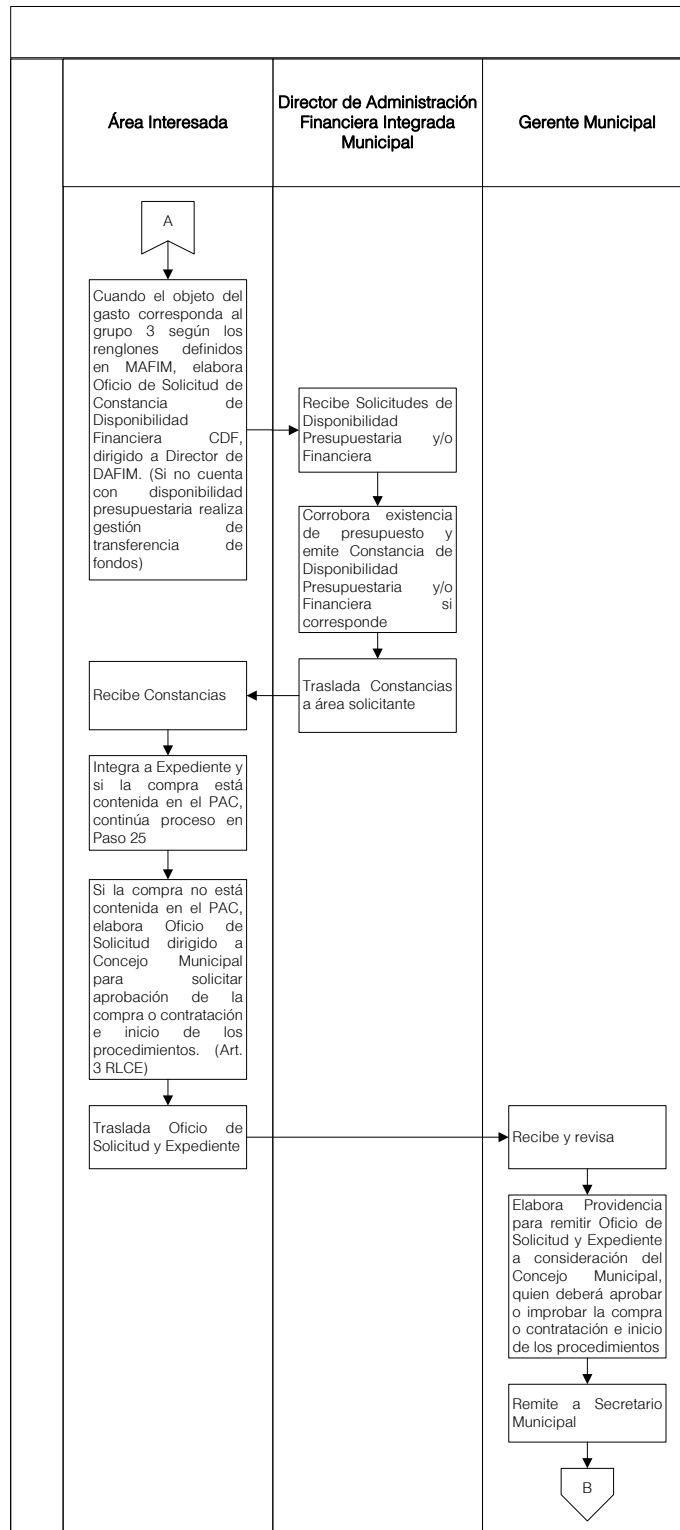 Área Interesada
Director de Administración
Financiera Integrada
Municipal
Gerente Municipal
A
Cuando el objeto del
gasto corresponda al
grupo 3 según los
renglones definidos
en MAFIM, elabora
Oficio de Solicitud de
Constancia de
Disponibilidad
Financiera CDF,
dirigido a Director de
DAFIM. (Si no cuenta
con disponibilidad
presupuestaria realiza
gestión de
transferencia de
fondos)
Recibe Solicitudes de
Disponibilidad
Presupuestaria y/o
Financiera
Corrobora existencia
de presupuesto y
emite Constancia de
Disponibilidad
Presupuestaria y/o
Financiera si
corresponde
Traslada Constancias
a área solicitante
Recibe Constancias
Integra a Expediente y
si la compra está
contenida en el PAC,
continúa proceso en
Paso 25
Si la compra no está
contenida en el PAC,
elabora Oficio de
Solicitud dirigido a
Concejo Municipal
para solicitar
aprobación de la
compra o contratación
e inicio de los
procedimientos. (Art.
3 RLCE)
Traslada Oficio de
Solicitud y Expediente
Recibe y revisa
Elabora Providencia
para remitir Oficio de
Solicitud y Expediente
a consideración del
Concejo Municipal,
quien deberá aprobar
o improbar la compra
o contratación e inicio
de los procedimientos
Remite a Secretario
Municipal
B